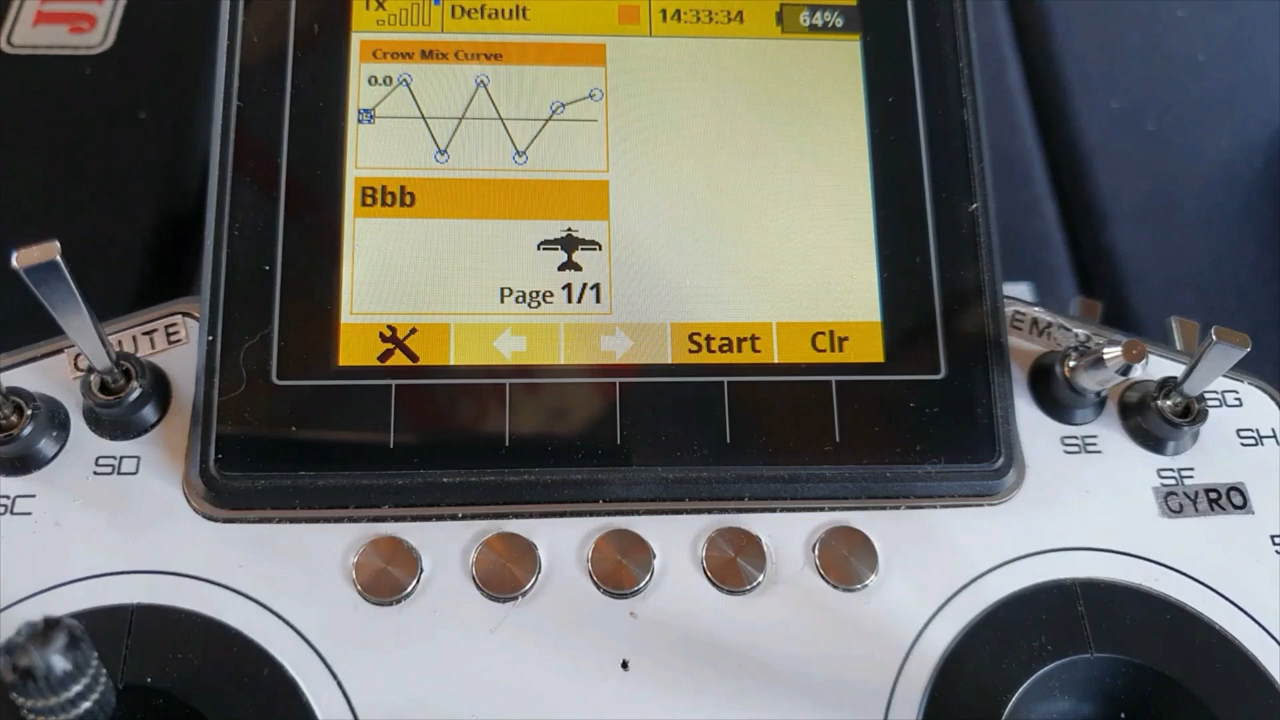 Tx
Default
14:33:34
64%
Crow Mix Curve
0.0
Bbb
Page 1/1
Start
Clr
SD
SC
SE
SG
SH
SF
GYRO